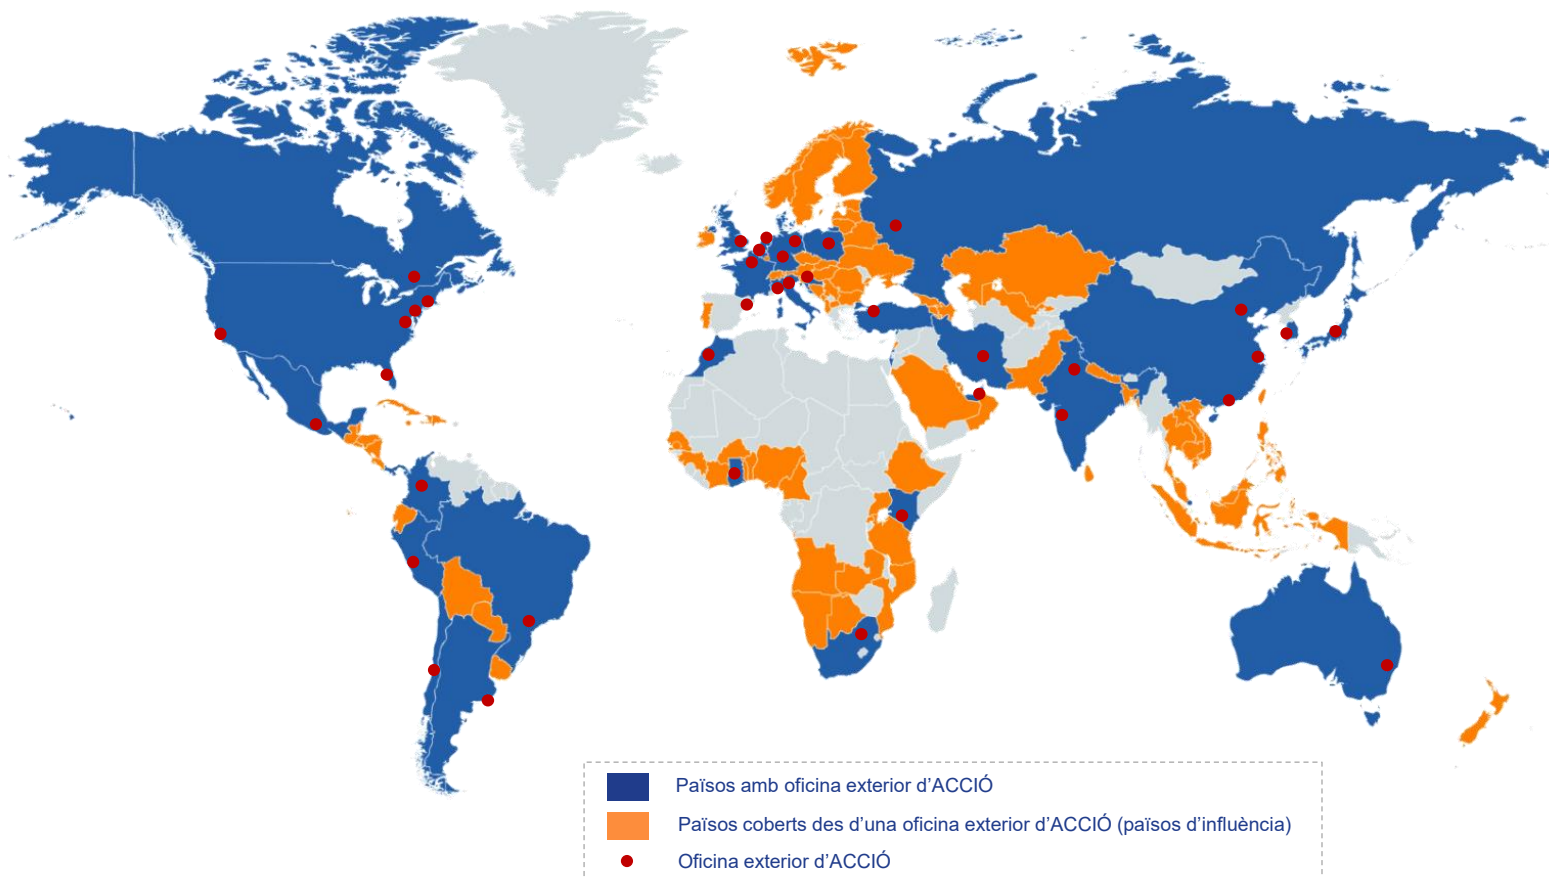 Països amb oficina exterior d’ACCIÓ
Països coberts des d’una oficina exterior d’ACCIÓ (països d’influència)
Oficina exterior d’ACCIÓ